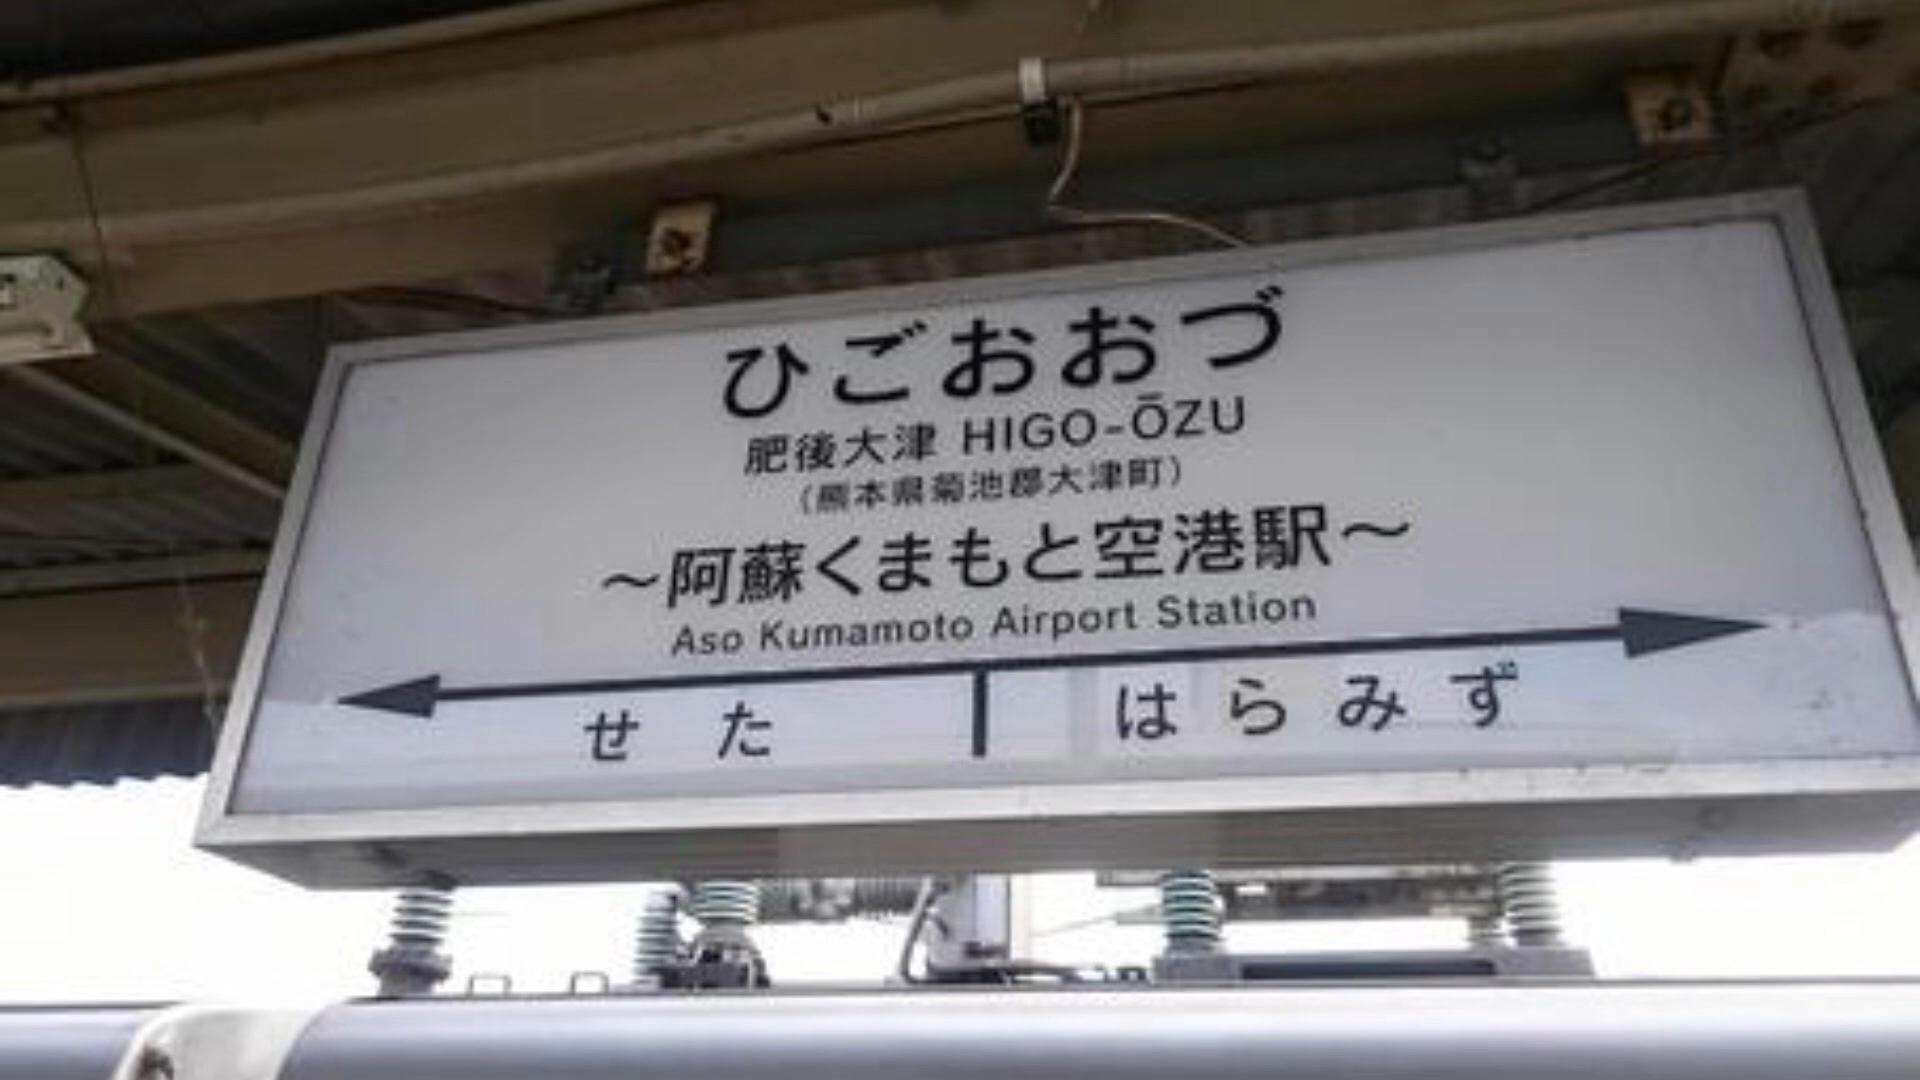 ひごおおづ
肥後大津 HIGO-ŌZU
(熊本県菊池郡大津町)
～阿蘇くまもと空港駅～
Aso Kumamoto Airport Station
せた はらみず